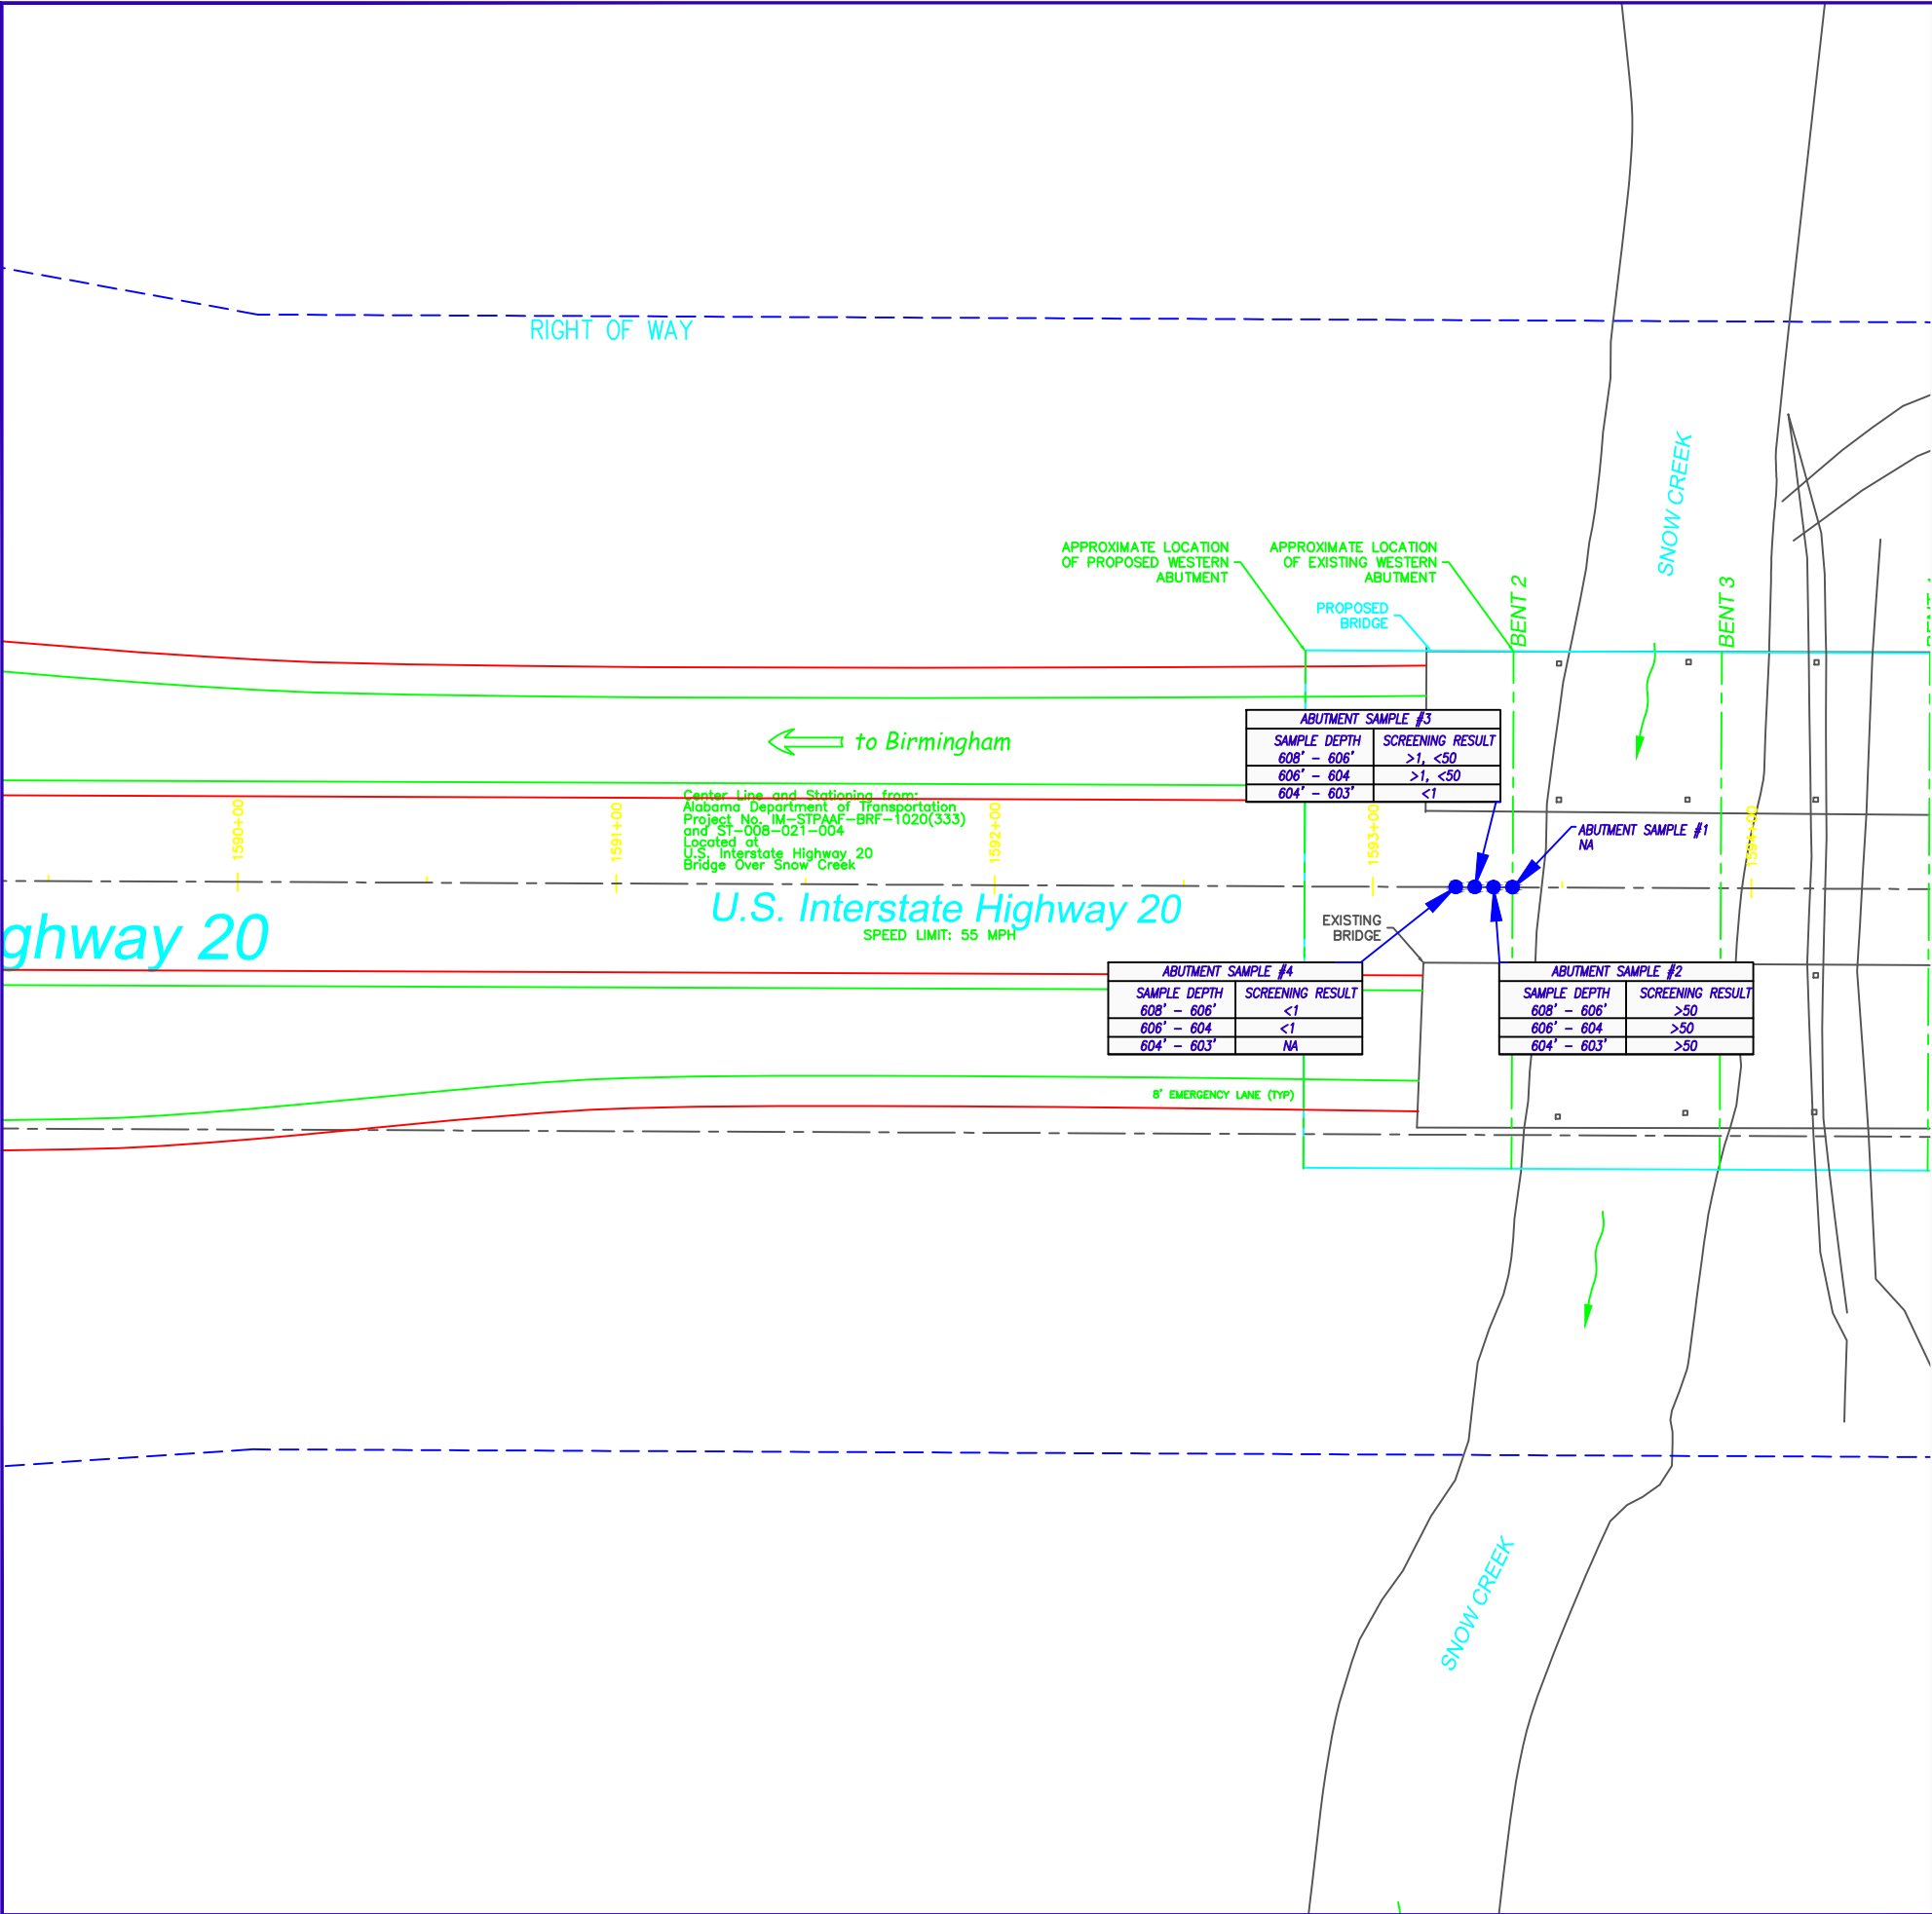 RIGHT OF WAY
SNOW CREEK
APPROXIMATE LOCATION
OF PROPOSED WESTERN
ABUTMENT
APPROXIMATE LOCATION
OF EXISTING WESTERN
ABUTMENT
PROPOSED
BRIDGE
BENT 2
BENT 3
to Birmingham
ABUTMENT SAMPLE #3
SAMPLE DEPTH SCREENING RESULT
608' - 606' >1, <50
606' - 604 >1, <50
604' - 603' <1
Center Line and Stationing from:
Alabama Department of Transportation
Project No. IM-STPAAF-BRF-1020(333)
and ST-008-021-004
Located at
U.S. Interstate Highway 20
Bridge Over Snow Creek
1590+00
1591+00
1592+00
1593+00
1594+00
ABUTMENT SAMPLE #1
NA
U.S. Interstate Highway 20
SPEED LIMIT: 55 MPH
ghway 20
EXISTING
BRIDGE
ABUTMENT SAMPLE #4
SAMPLE DEPTH SCREENING RESULT
608' - 606' <1
606' - 604 <1
604' - 603' NA
ABUTMENT SAMPLE #2
SAMPLE DEPTH SCREENING RESULT
608' - 606' >50
606' - 604 >50
604' - 603' >50
8' EMERGENCY LANE (TYP)
SNOW CREEK